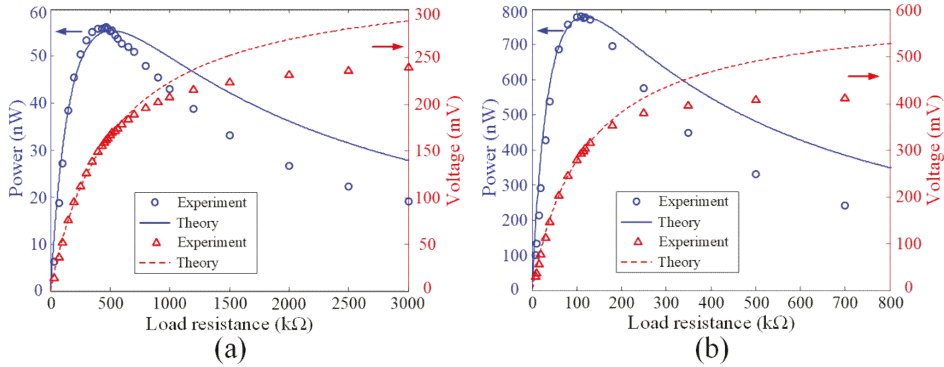 60
50
40
30
20
10
0
Power (nW)
300
250
200
150
100
50
0
Voltage (mV)
Experiment
Theory
Experiment
Theory
0 500 1000 1500 2000 2500 3000
Load resistance (kΩ)
(a)
800
700
600
500
400
300
200
100
0
Power (nW)
600
500
400
300
200
100
0
Voltage (mV)
Experiment
Theory
Experiment
Theory
0 100 200 300 400 500 600 700 800
Load resistance (kΩ)
(b)